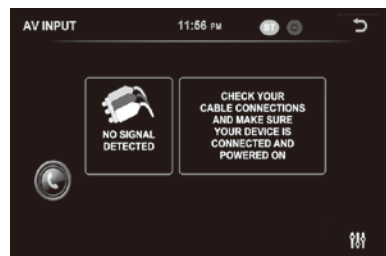 AV INPUT
11:56 PM
BT
NO SIGNAL
DETECTED
CHECK YOUR
CABLE CONNECTIONS
AND MAKE SURE
YOUR DEVICE IS
CONNECTED AND
POWERED ON